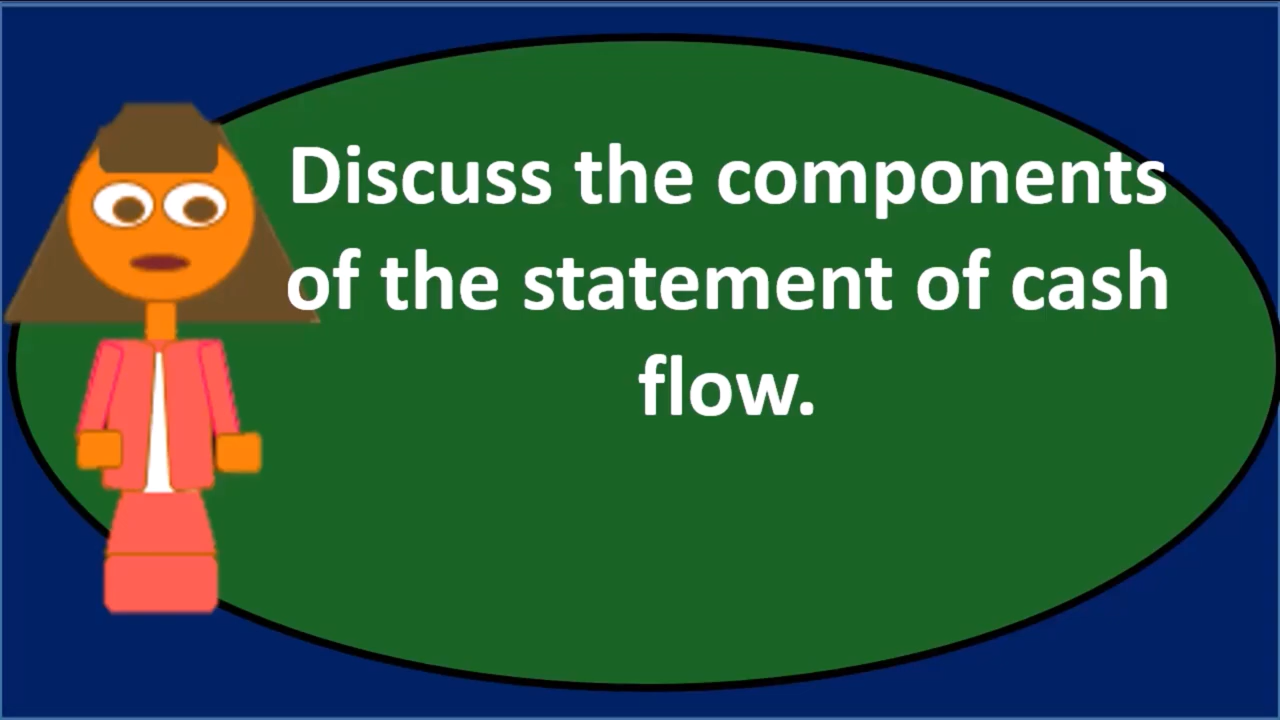 Discuss the components
of the statement of cash
flow.